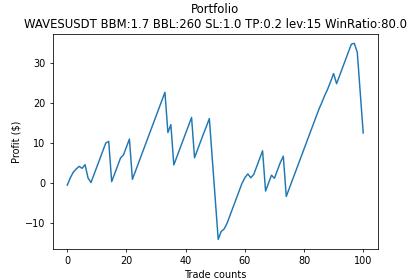 Portfolio
WAVESUSDT BBM:1.7 BBL:260 SL:1.0 TP:0.2 lev:15 WinRatio:80.0
Profit ($)
30
20
10
0
−10
0
20
40
60
80
100
Trade counts